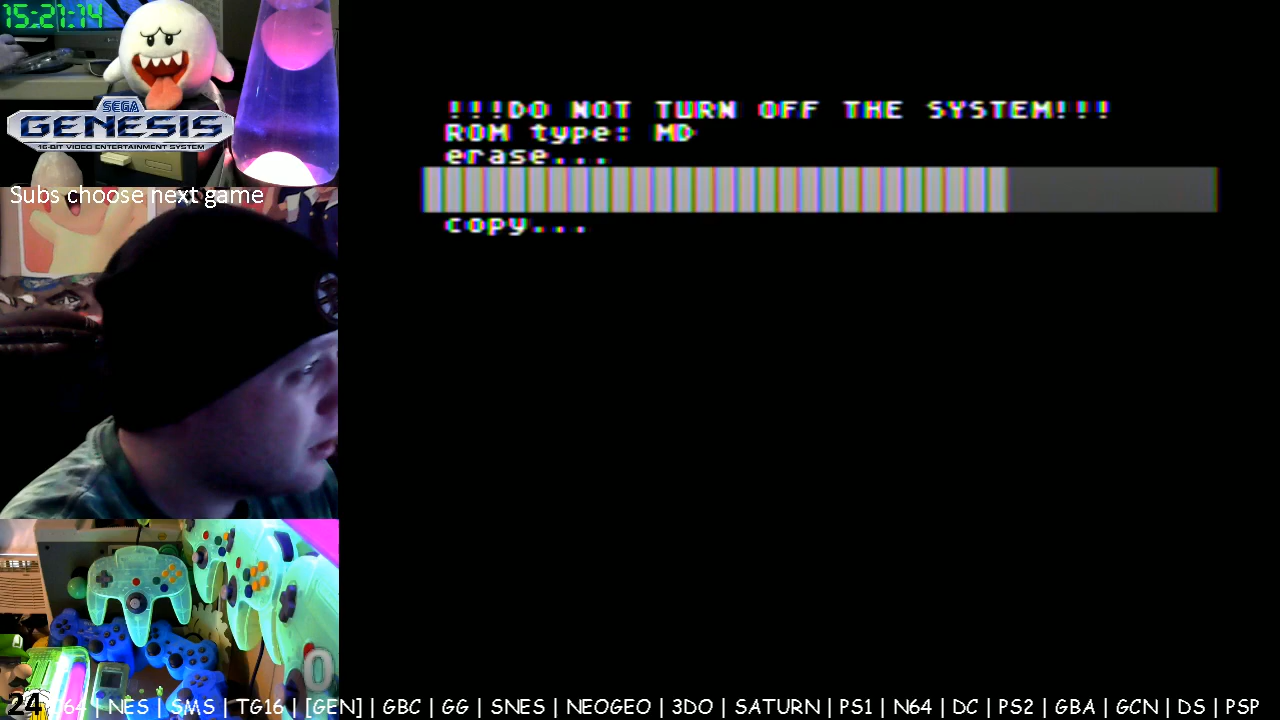 15:21:14
SEGA
GENESIS
16-BIT VIDEO ENTERTAINMENT SYSTEM
Subs choose next game
!!!DO NOT TURN OFF THE SYSTEM!!!
ROM type: MD
erase...
copy...
0
24
64 | NES | SMS | TG16 | [GEN] | GBC | GG | SNES | NEOGEO | 3DO | SATURN | PS1 | N64 | DC | PS2 | GBA | GCN | DS | PSP